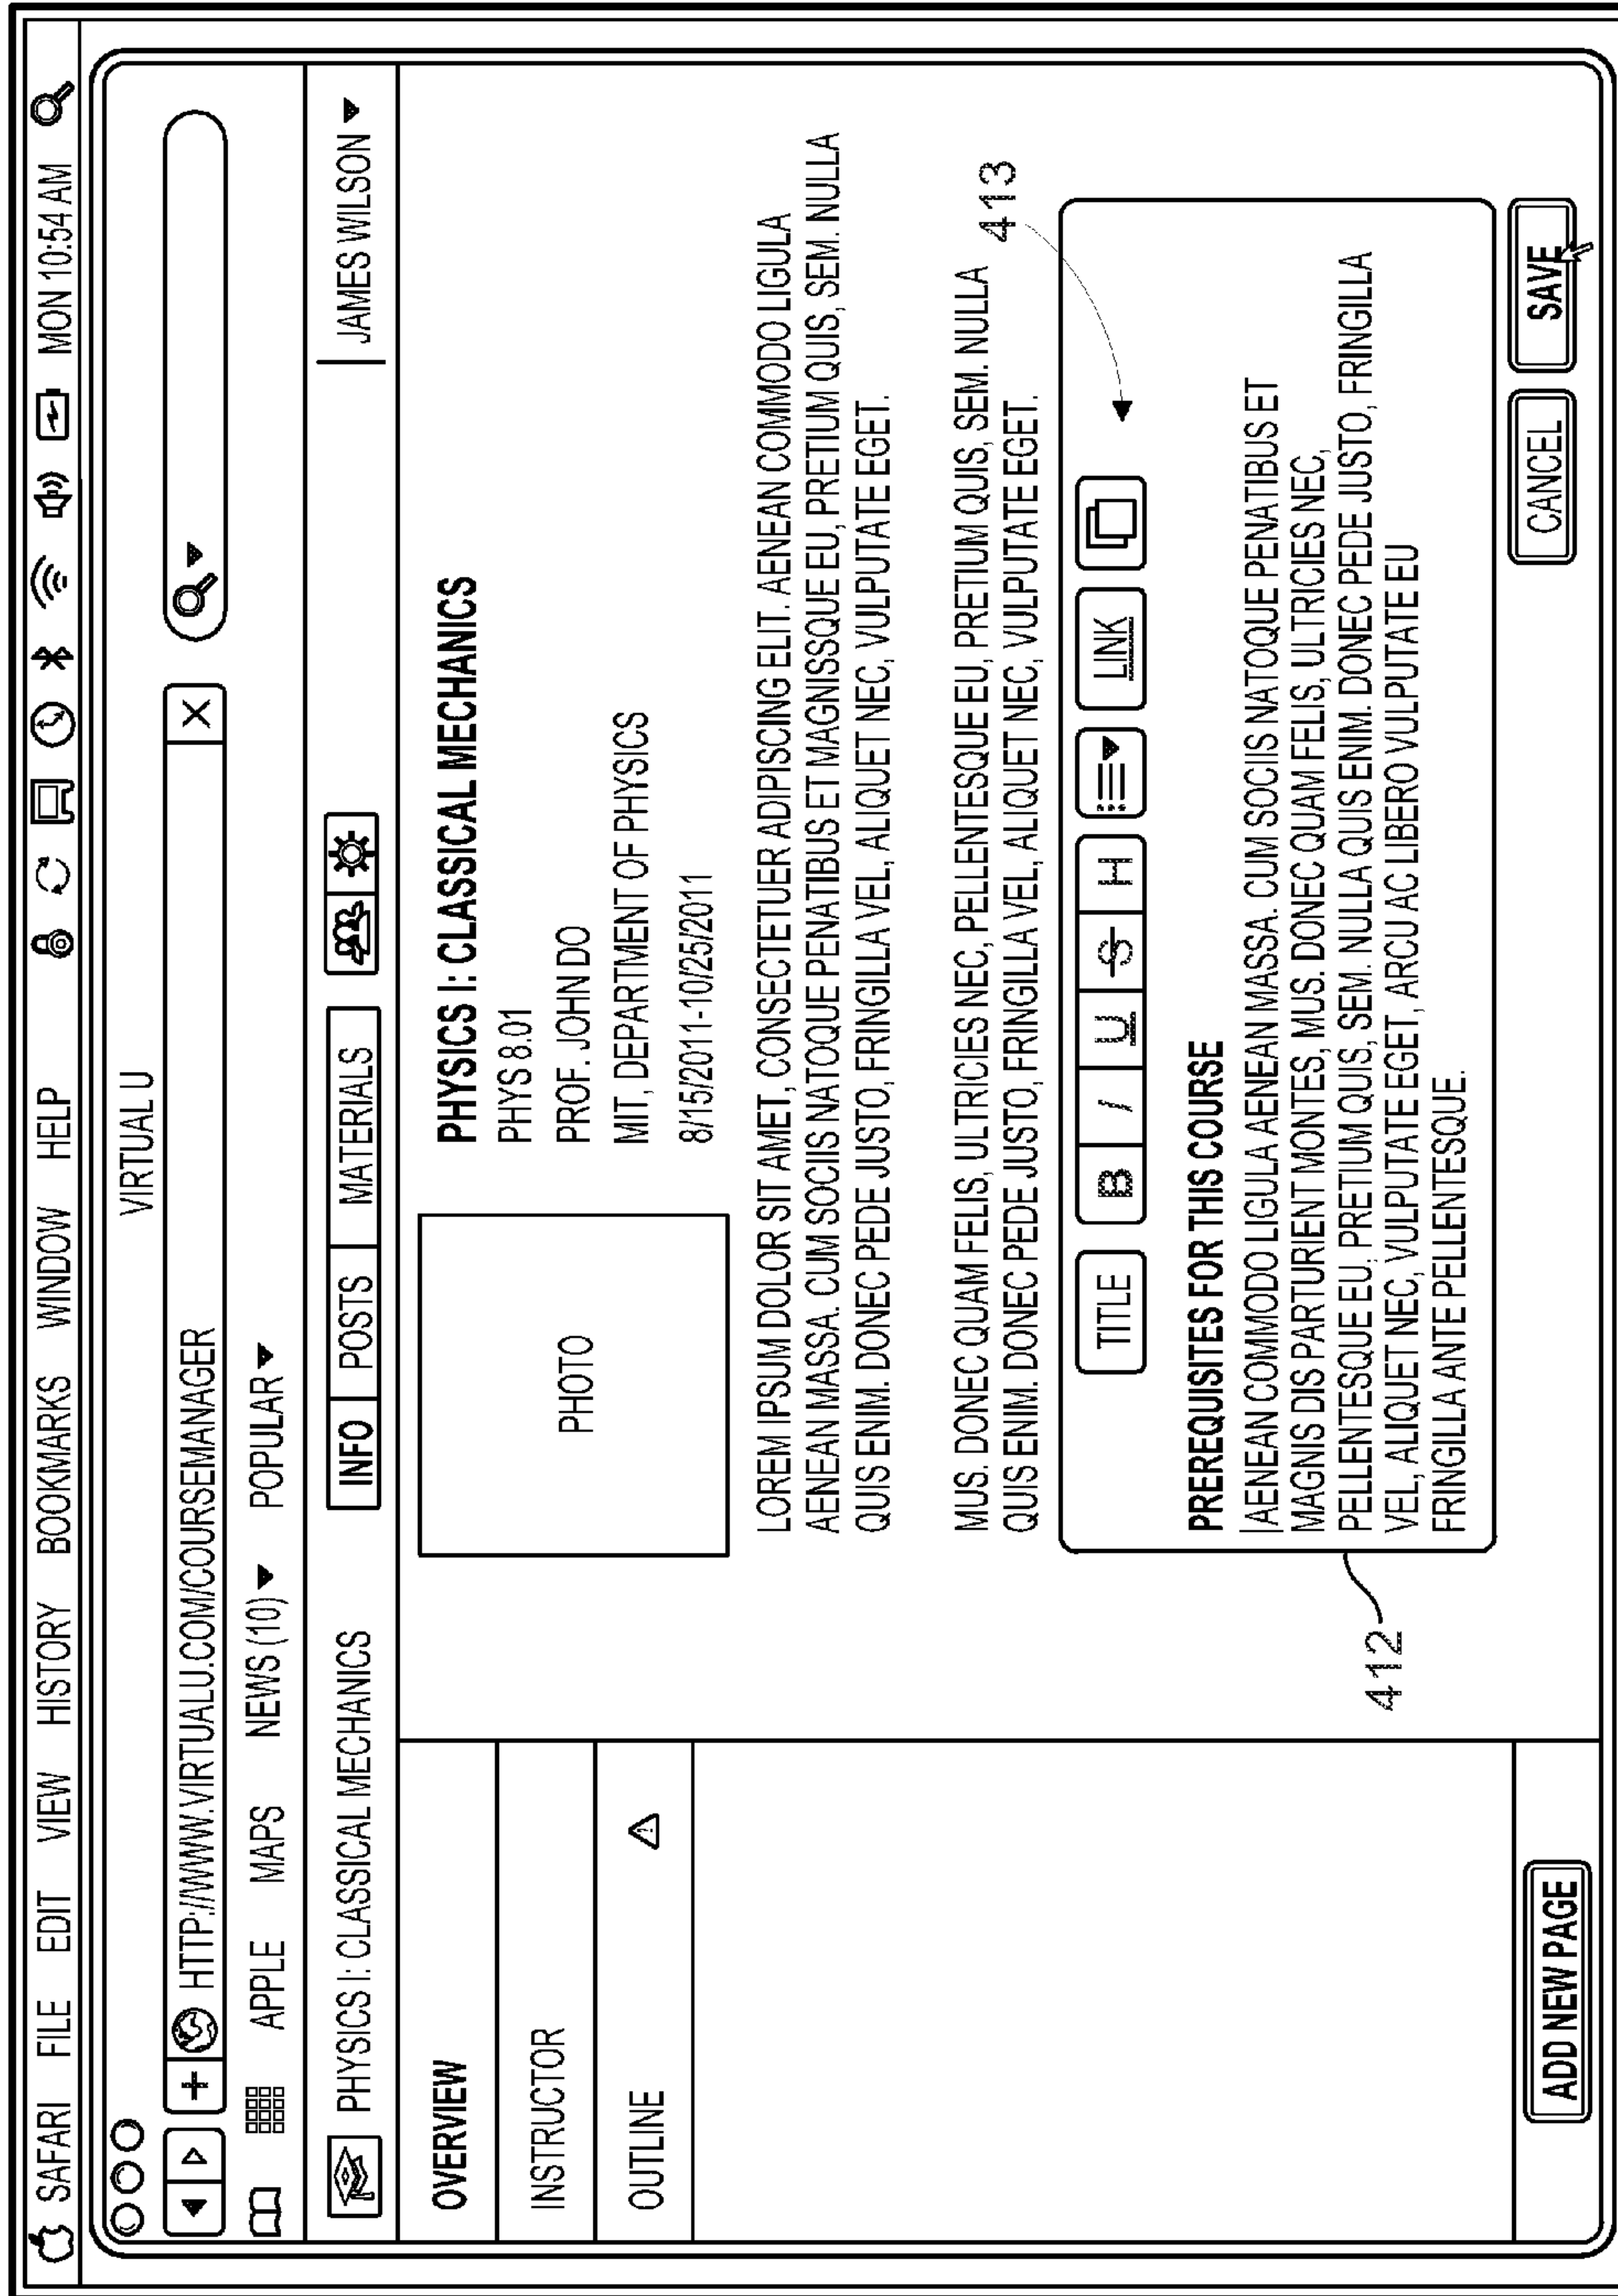 SAFARI FILE EDIT VIEW HISTORY BOOKMARKS WINDOW HELP MON 10:54 AM
VIRTUAL U
+ HTTP://WWW.VIRTUALU.COM/COURSEMANAGER X
APPLE MAPS NEWS (10) POPULAR
PHYSICS I: CLASSICAL MECHANICS INFO POSTS MATERIALS JAMES WILSON
OVERVIEW
INSTRUCTOR
OUTLINE
ADD NEW PAGE
PHOTO
PHYSICS I: CLASSICAL MECHANICS
PHYS 8.01
PROF. JOHN DO
MIT, DEPARTMENT OF PHYSICS
8/15/2011-10/25/2011
LOREM IPSUM DOLOR SIT AMET, CONSECTETUER ADIPISCING ELIT. AENEAN COMMODO LIGULA
AENEAN MASSA. CUM SOCIIS NATOQUE PENATIBUS ET MAGNISSQUE EU, PRETIUM QUIS, SEM. NULLA
QUIS ENIM. DONEC PEDE JUSTO, FRINGILLA VEL, ALIQUET NEC, VULPUTATE EGET.
MUS. DONEC QUAM FELIS, ULTRICIES NEC, PELLENTESQUE EU, PRETIUM QUIS, SEM. NULLA
QUIS ENIM. DONEC PEDE JUSTO, FRINGILLA VEL, ALIQUET NEC, VULPUTATE EGET.
413
TITLE B I U S H LINK
PREREQUISITES FOR THIS COURSE
AENEAN COMMODO LIGULA AENEAN MASSA. CUM SOCIIS NATOQUE PENATIBUS ET
MAGNIS DIS PARTURIENT MONTES, MUS. DONEC QUAM FELIS, ULTRICIES NEC,
PELLENTESQUE EU, PRETIUM QUIS, SEM. NULLA QUIS ENIM. DONEC PEDE JUSTO, FRINGILLA
VEL, ALIQUET NEC, VULPUTATE EGET, ARCU AC LIBERO VULPUTATE EU
FRINGILLA ANTE PELLENTESQUE.
412
CANCEL SAVE